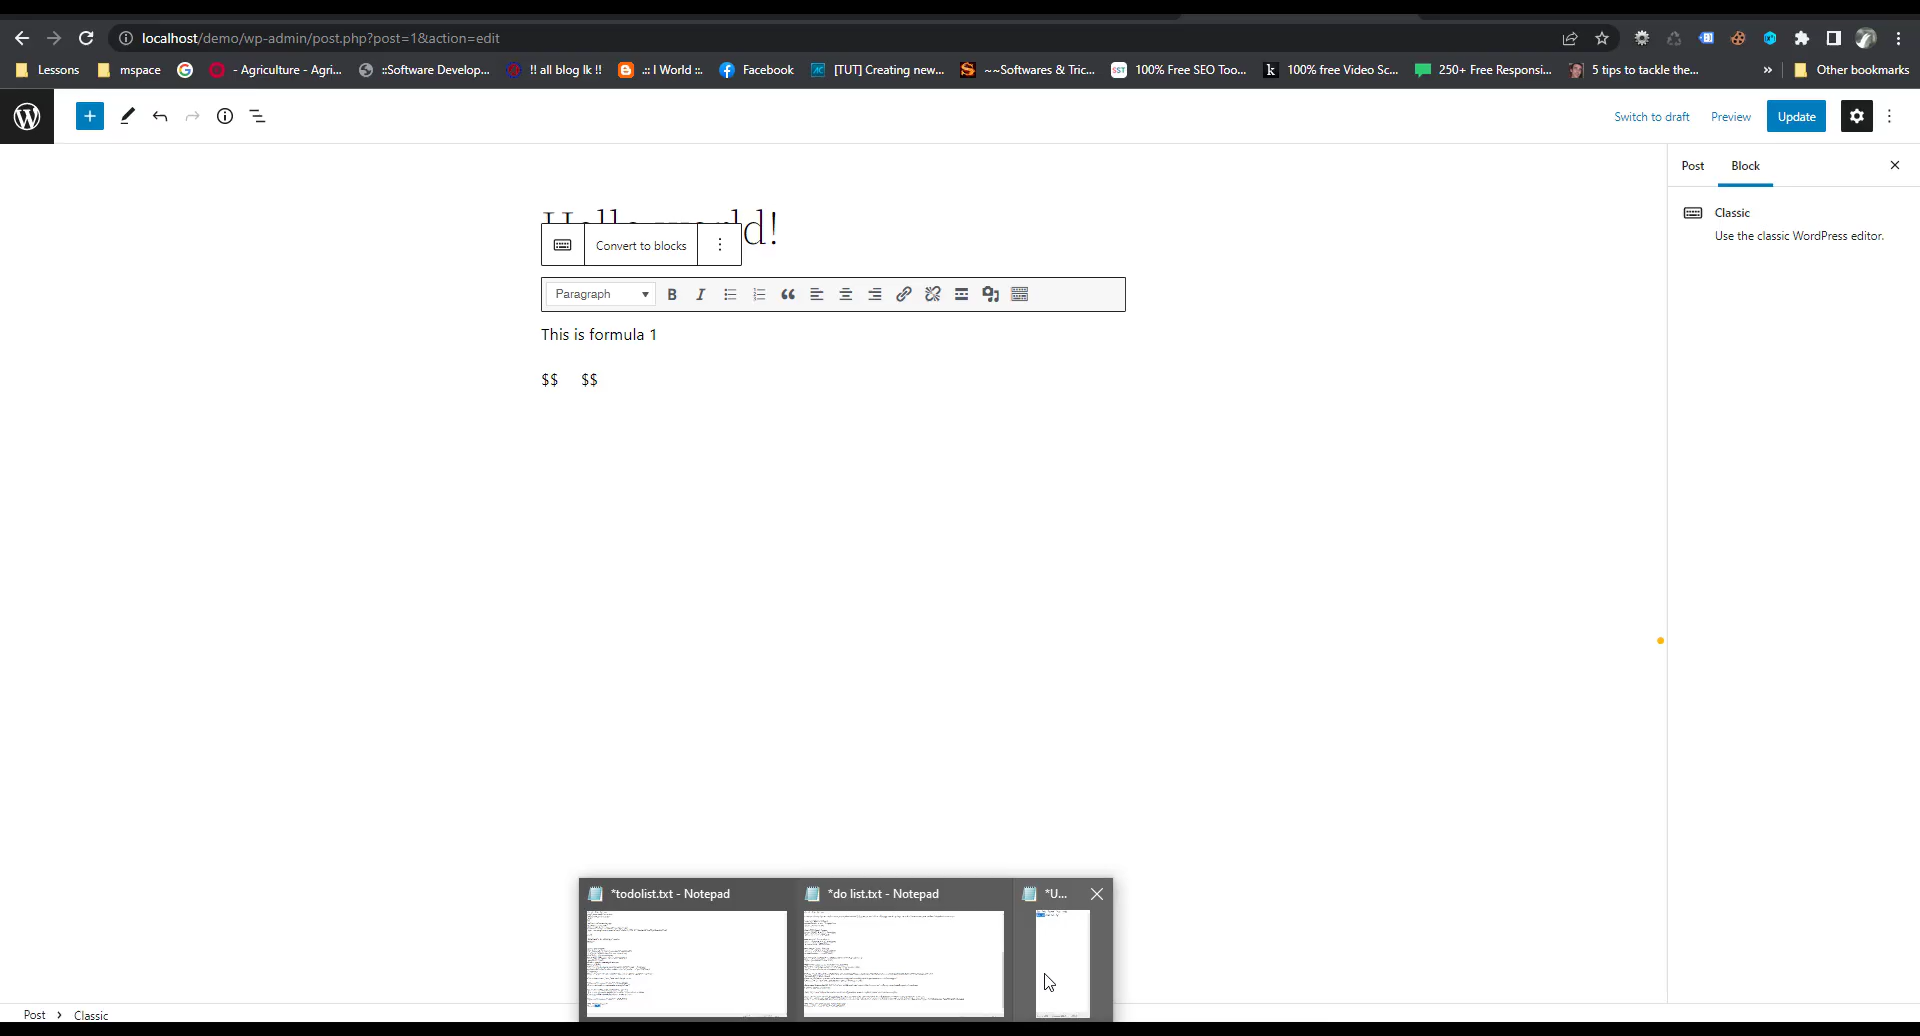 localhost/demo/wp-admin/post.php?post=1&action=edit
Lessons mspace - Agriculture - Agri... ::Software Develop... !! all blog lk !! .:: I World ::. Facebook [TUT] Creating new... ~~Softwares & Tric... SST 100% Free SEO Too... k 100% free Video Sc... 250+ Free Responsi... 5 tips to tackle the... » Other bookmarks
Switch to draft Preview Update
Post Block
Hello world!
Classic
Use the classic WordPress editor.
Convert to blocks
Paragraph B I
This is formula 1
$$ $$
*todolist.txt - Notepad *do list.txt - Notepad *U...
Post > Classic